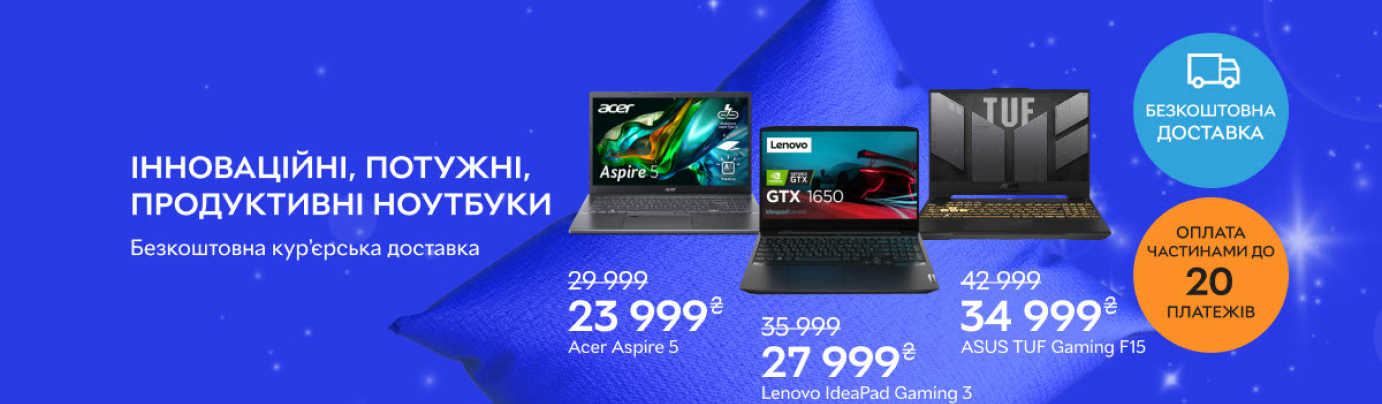 ІННОВАЦІЙНІ, ПОТУЖНІ,
ПРОДУКТИВНІ НОУТБУКИ
Безкоштовна кур'єрська доставка
acer
Aspire 5
29 999
23 999₴
Acer Aspire 5
Lenovo
GEFORCE
GTX
GTX 1650
35 999
27 999₴
Lenovo IdeaPad Gaming 3
TUF
42 999
34 999₴
ASUS TUF Gaming F15
БЕЗКОШТОВНА
ДОСТАВКА
ОПЛАТА
ЧАСТИНАМИ ДО
20
ПЛАТЕЖІВ